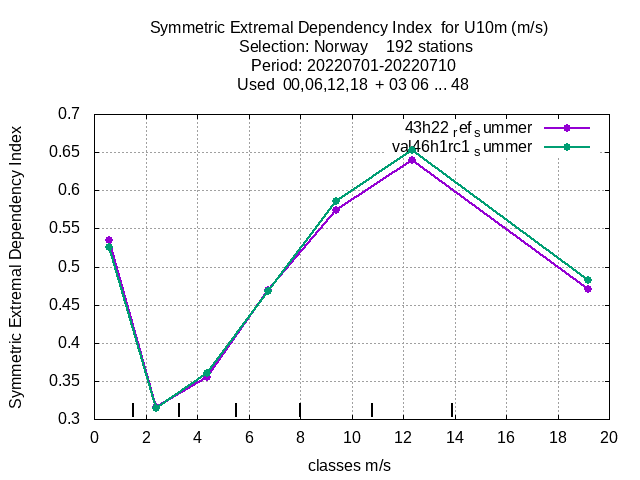 Symmetric Extremal Dependency Index  for U10m (m/s)
Selection: Norway    192 stations
Period: 20220701-20220710
Used  00,06,12,18  + 03 06 ... 48
Symmetric Extremal Dependency Index
0.7
0.65
0.6
0.55
0.5
0.45
0.4
0.35
0.3
43h22 ref summer
val46h1rc1 summer
0 2 4 6 8 10 12 14 16 18 20
classes m/s